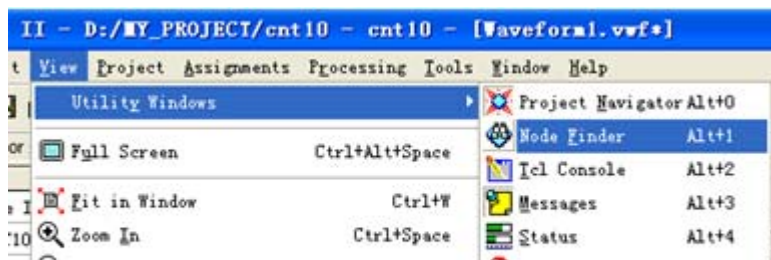 II - D:/MY_PROJECT/cnt10 - cnt10 - [Waveform1.vwf*]
t View Project Assignments Processing Tools Window Help
Utility Windows
Project Navigator Alt+0
or
Node Finder Alt+1
Full Screen Ctrl+Alt+Space
Tcl Console Alt+2
Fit in Window Ctrl+W
Messages Alt+3
10
Zoom In Ctrl+Space
Status Alt+4